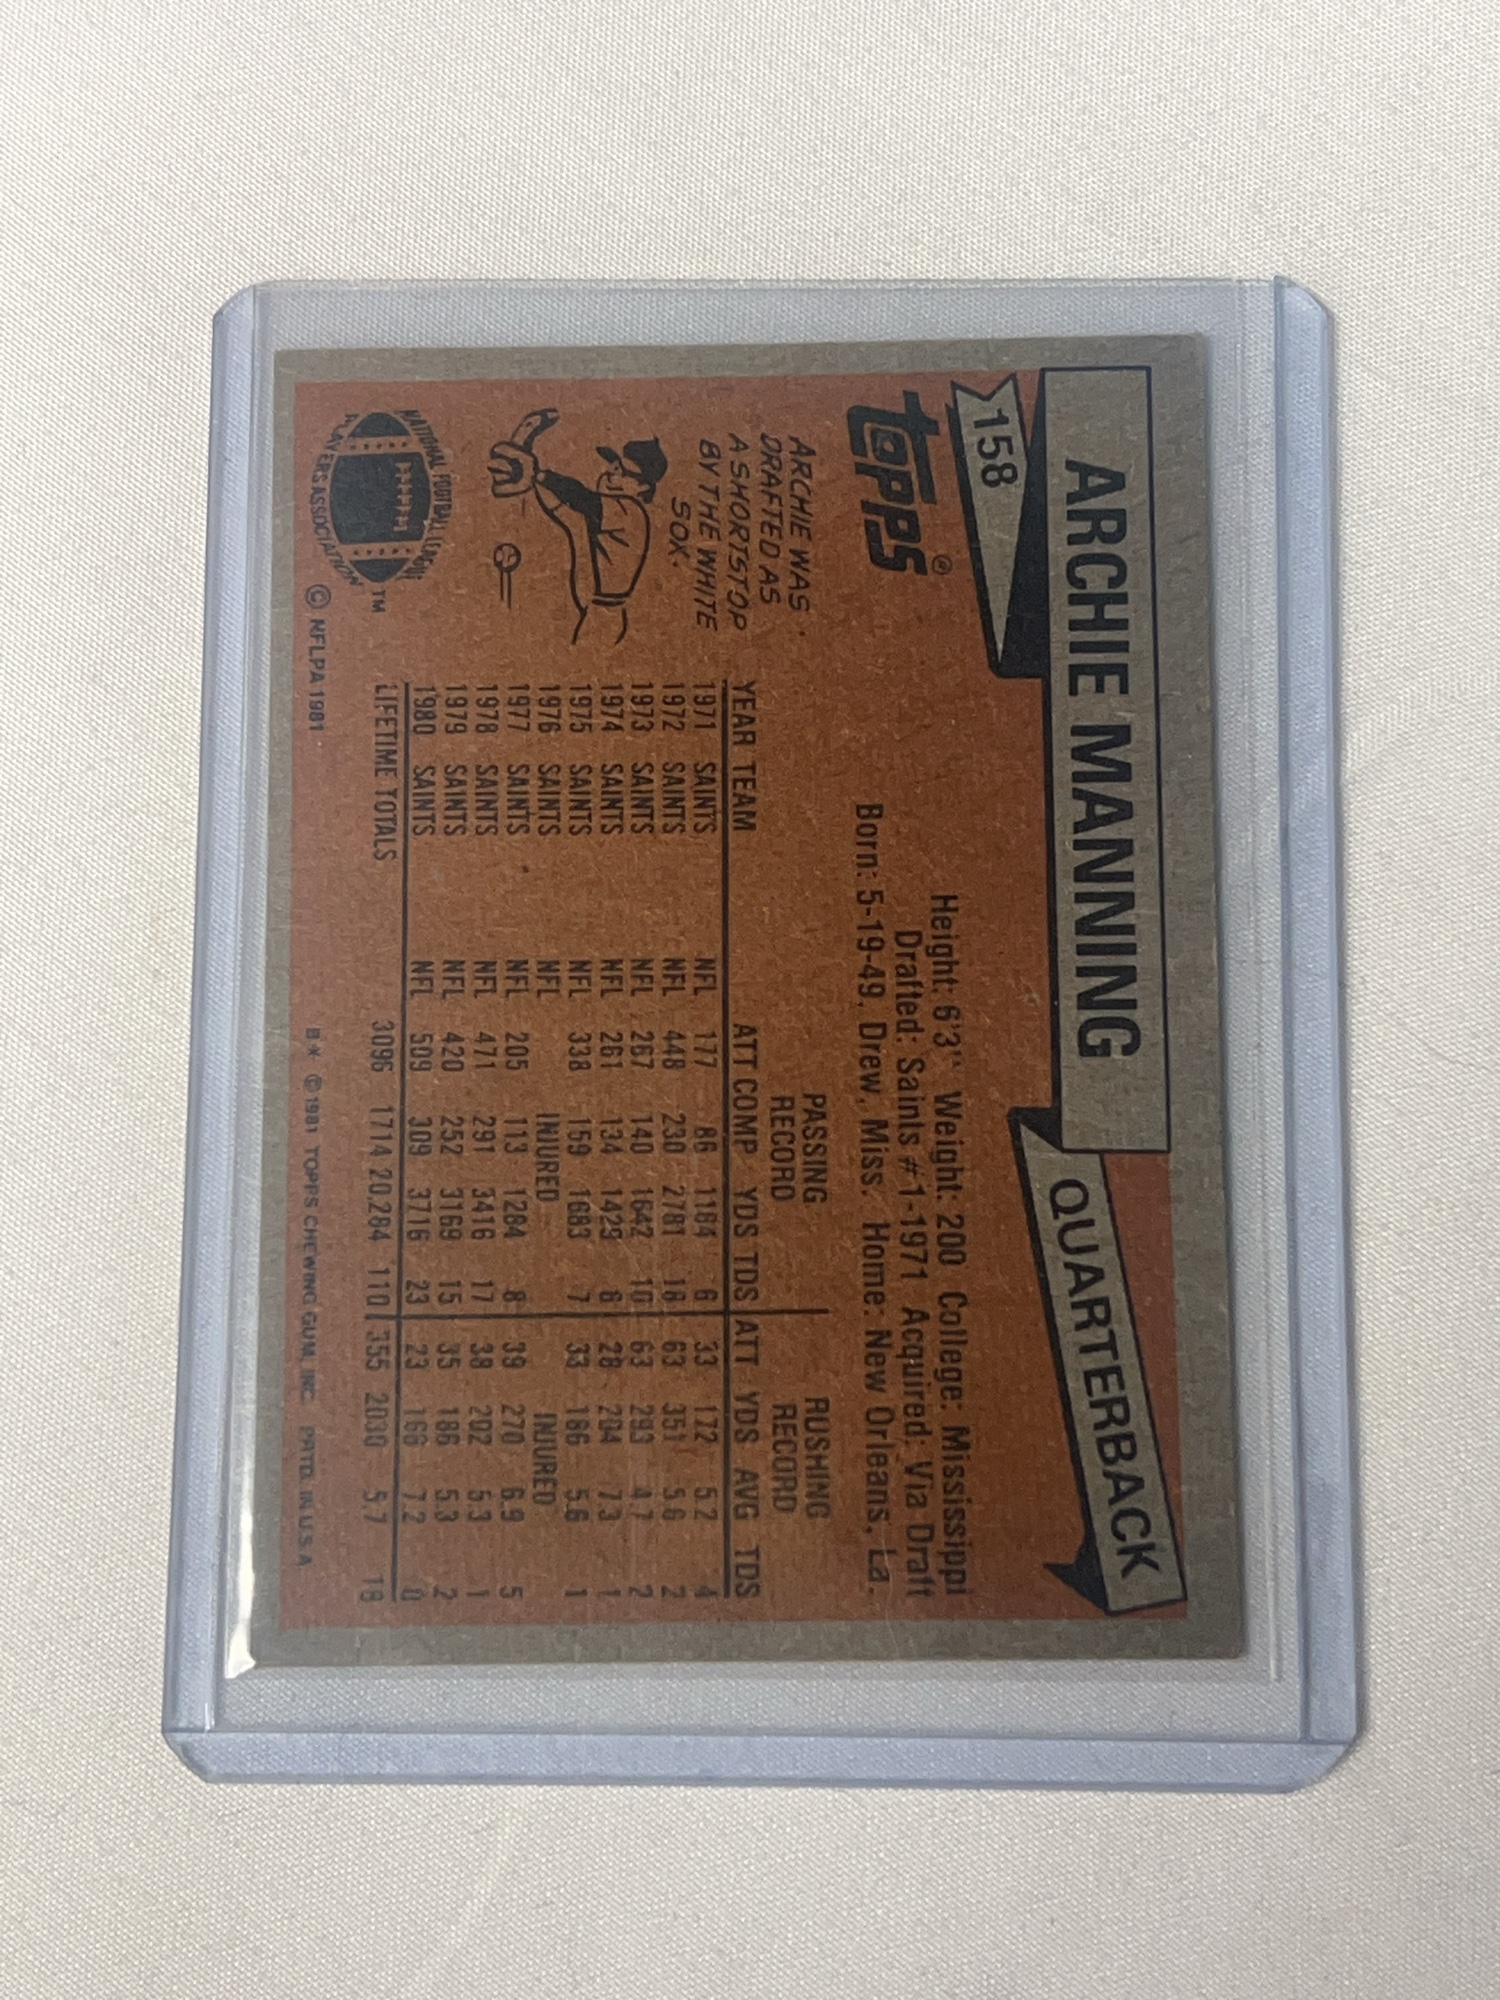 ARCHIE MANNING
QUARTERBACK
158
Topps®
Height: 6'3" Weight: 200 College: Mississippi
Drafted: Saints #1-1971 Acquired: Via Draft
Born: 5-19-49, Drew, Miss. Home: New Orleans, La.
ARCHIE WAS
DRAFTED AS
A SHORTSTOP
BY THE WHITE
SOX.
PASSING RUSHING
RECORD RECORD
YEAR TEAM ATT COMP YDS TDS ATT YDS AVG TDS
1971 SAINTS NFL 177 86 1184 6 33 172 5.2 4
1972 SAINTS NFL 448 230 2781 18 63 351 5.6 2
1973 SAINTS NFL 267 140 1642 10 63 293 4.7 2
1974 SAINTS NFL 261 134 1429 8 28 204 7.3 1
1975 SAINTS NFL 338 159 1683 7 33 186 5.6 1
1976 SAINTS NFL INJURED INJURED
1977 SAINTS NFL 205 113 1284 8 39 270 6.9 5
1978 SAINTS NFL 471 291 3416 17 38 202 5.3 1
1979 SAINTS NFL 420 252 3169 15 35 186 5.3 2
1980 SAINTS NFL 509 309 3716 23 23 166 7.2 0
LIFETIME TOTALS 3096 1714 20,284 110 355 2030 5.7 18
NATIONAL FOOTBALL LEAGUE
PLAYERS ASSOCIATION
TM
© NFLPA 1981
B* ©1981 TOPPS CHEWING GUM, INC. PRTD. IN U.S.A.